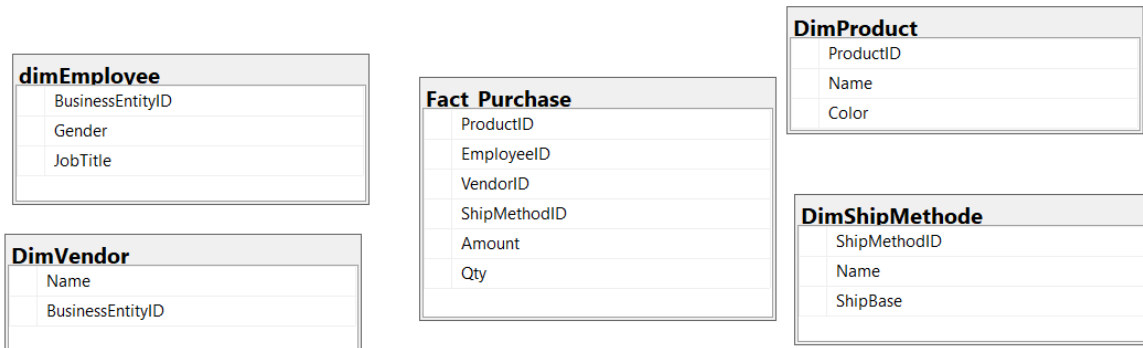 dimEmployee
BusinessEntityID
Gender
JobTitle
DimVendor
Name
BusinessEntityID
Fact_Purchase
ProductID
EmployeeID
VendorID
ShipMethodID
Amount
Qty
DimProduct
ProductID
Name
Color
DimShipMethode
ShipMethodID
Name
ShipBase